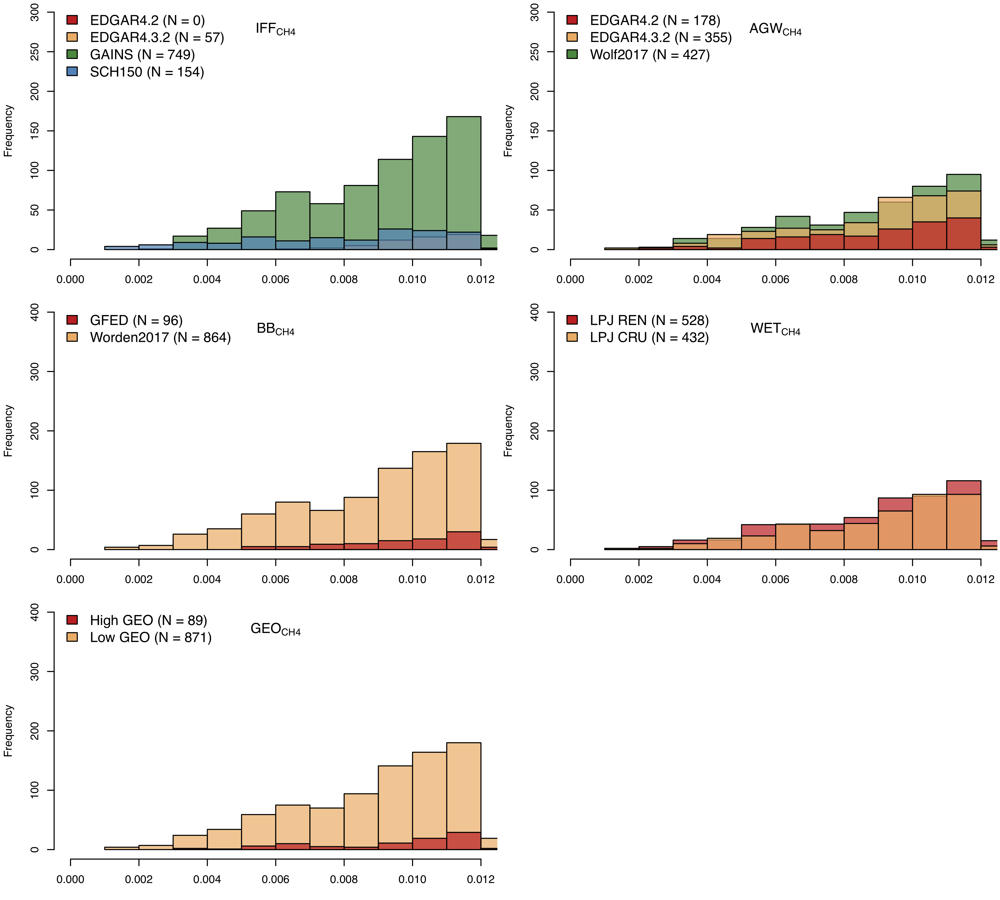 EDGAR4.2 (N = 0)
EDGAR4.3.2 (N = 57)
GAINS (N = 749)
SCH150 (N = 154)
IFFCH4
Frequency
0 50 100 150 200 250 300
0.000 0.002 0.004 0.006 0.008 0.010 0.012
EDGAR4.2 (N = 178)
EDGAR4.3.2 (N = 355)
Wolf2017 (N = 427)
AGWCH4
Frequency
0 50 100 150 200 250 300
0.000 0.002 0.004 0.006 0.008 0.010 0.012
GFED (N = 96)
Worden2017 (N = 864)
BBCH4
Frequency
0 100 200 300 400
0.000 0.002 0.004 0.006 0.008 0.010 0.012
LPJ REN (N = 528)
LPJ CRU (N = 432)
WETCH4
Frequency
0 100 200 300 400
0.000 0.002 0.004 0.006 0.008 0.010 0.012
High GEO (N = 89)
Low GEO (N = 871)
GEOCH4
Frequency
0 100 200 300 400
0.000 0.002 0.004 0.006 0.008 0.010 0.012